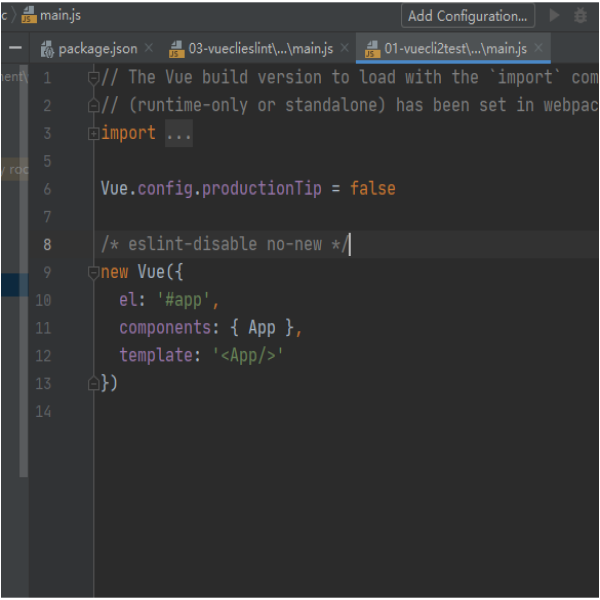 c main.js Add Configuration...
package.json 03-vueclieslint\...\main.js 01-vuecli2test\...\main.js
1 // The Vue build version to load with the `import` com
2 // (runtime-only or standalone) has been set in webpac
3 import ...
5
6 Vue.config.productionTip = false
7
8 /* eslint-disable no-new */
9 new Vue({
10 el: '#app',
11 components: { App },
12 template: '<App/>'
13 })
14